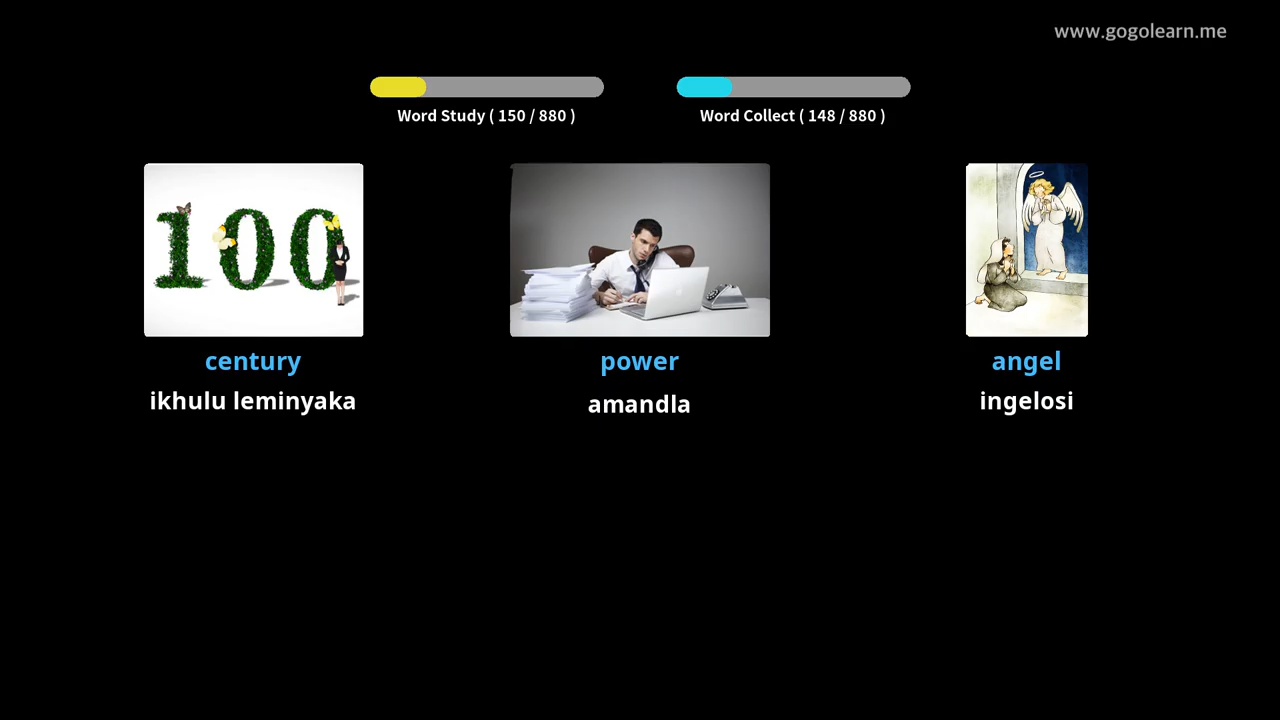 www.gogolearn.me
Word Study ( 150 / 880 )
Word Collect ( 148 / 880 )
100
century
power
angel
ikhulu leminyaka
amandla
ingelosi